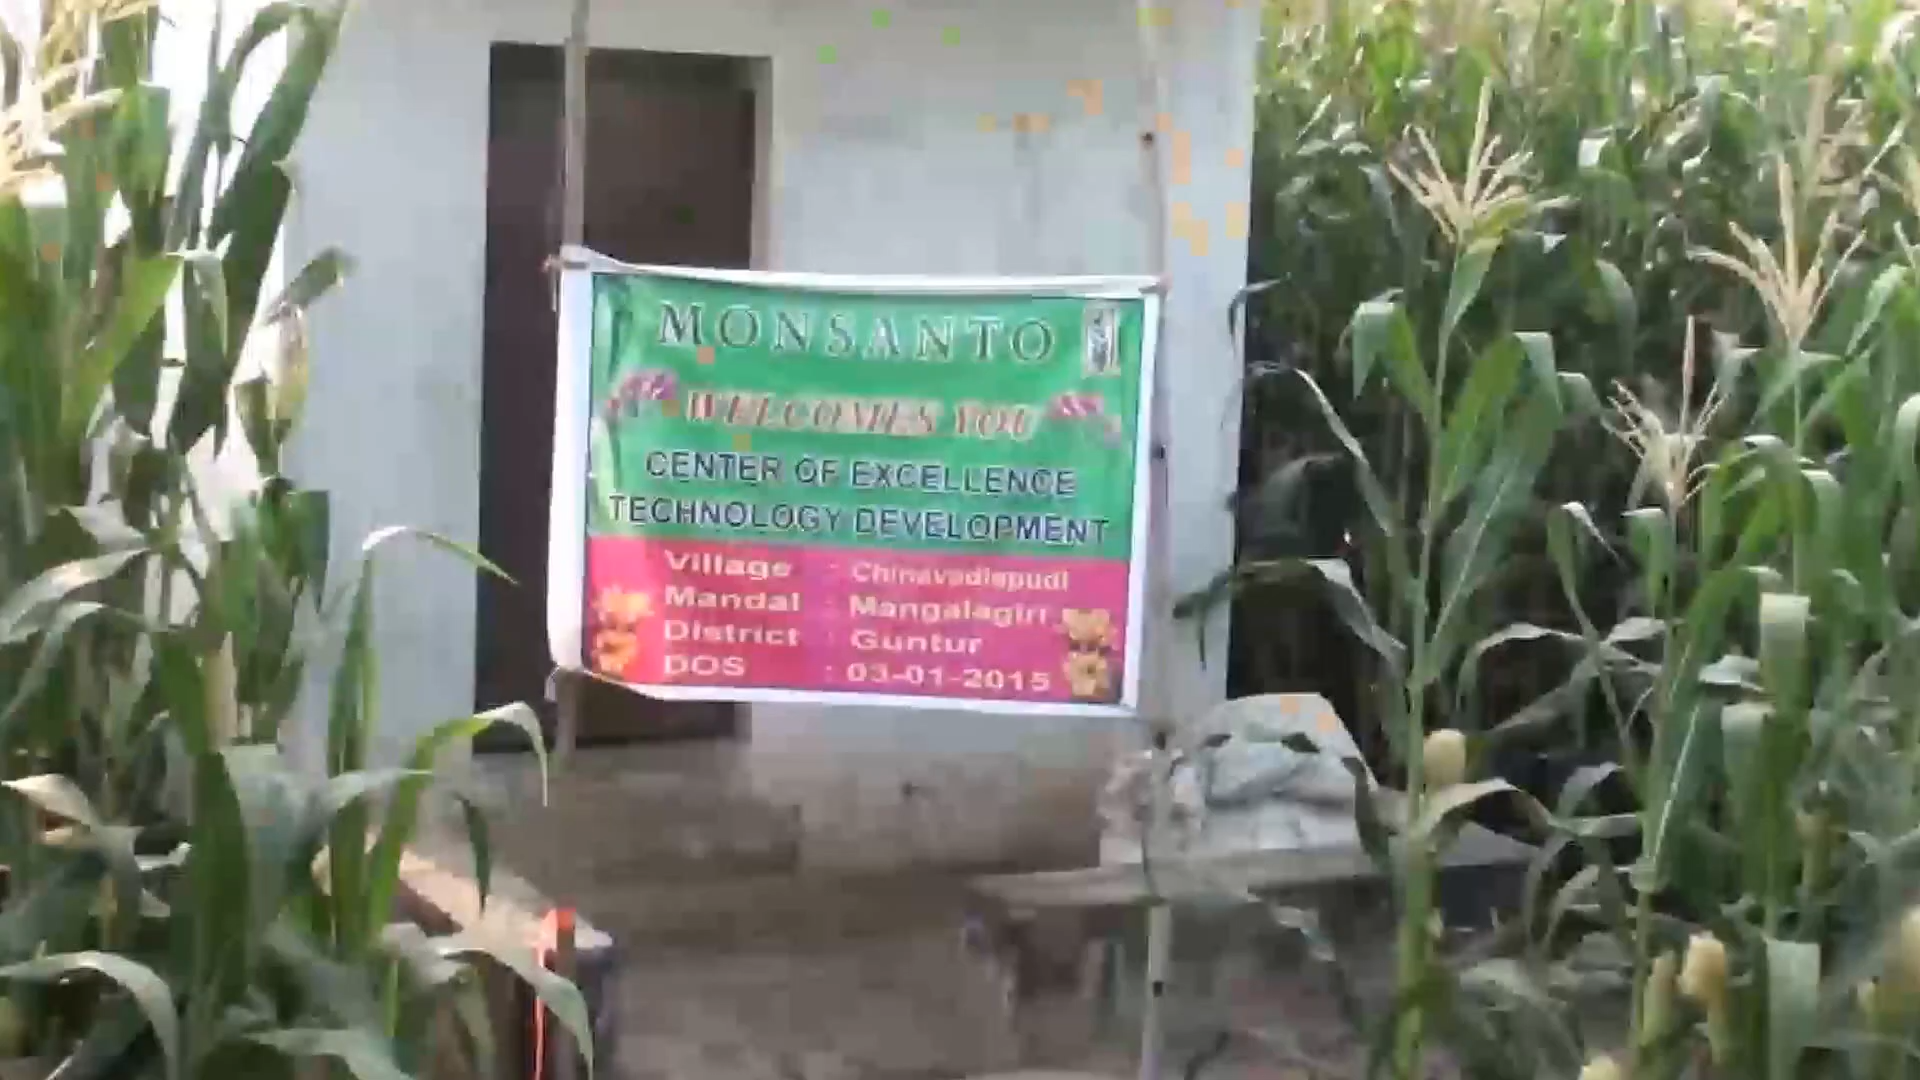 MONSANTO
WELCOMES YOU
CENTER OF EXCELLENCE
TECHNOLOGY DEVELOPMENT
Village : Chinavadlapudi
Mandal : Mangalagiri
District : Guntur
DOS : 03-01-2015